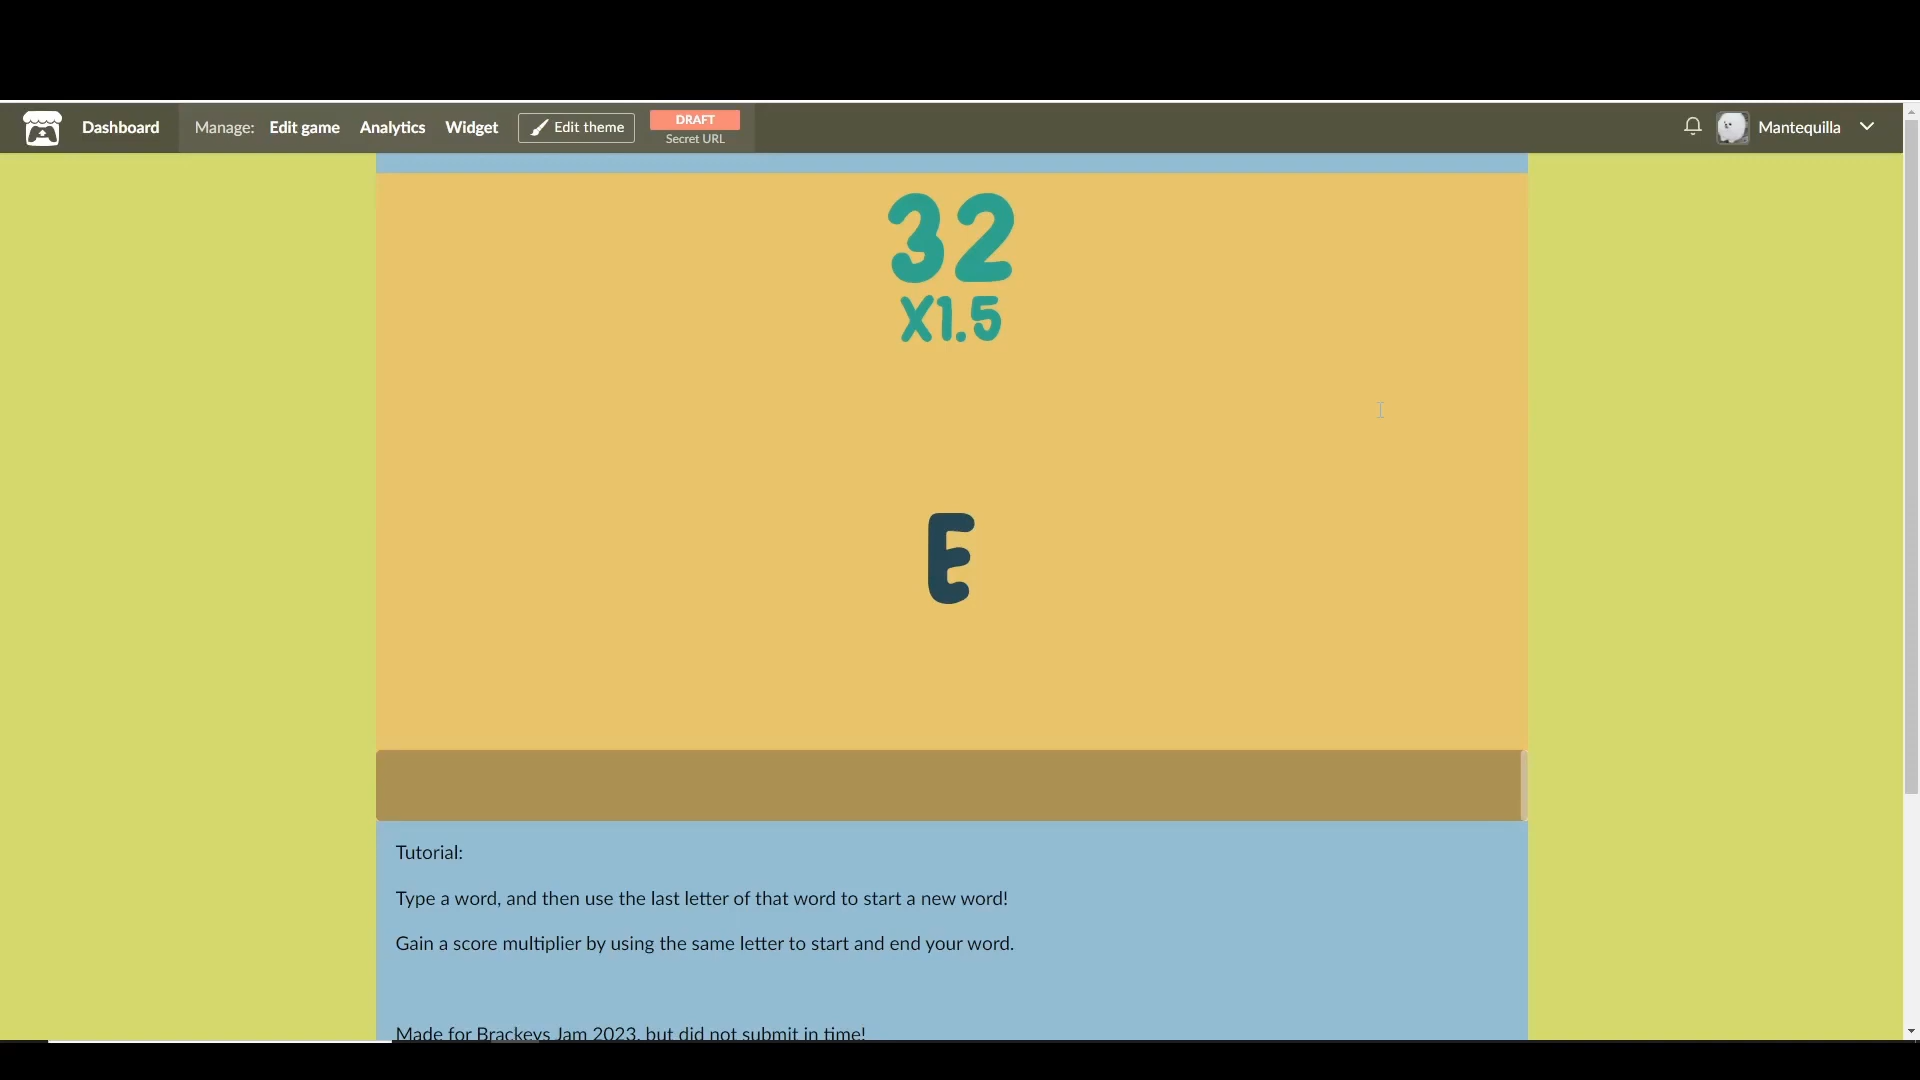 Dashboard Manage: Edit game Analytics Widget Edit theme DRAFT Mantequilla
Secret URL
32
X1.5
E
Tutorial:
Type a word, and then use the last letter of that word to start a new word!
Gain a score multiplier by using the same letter to start and end your word.
Made for Brackeys Jam 2023, but did not submit in time!